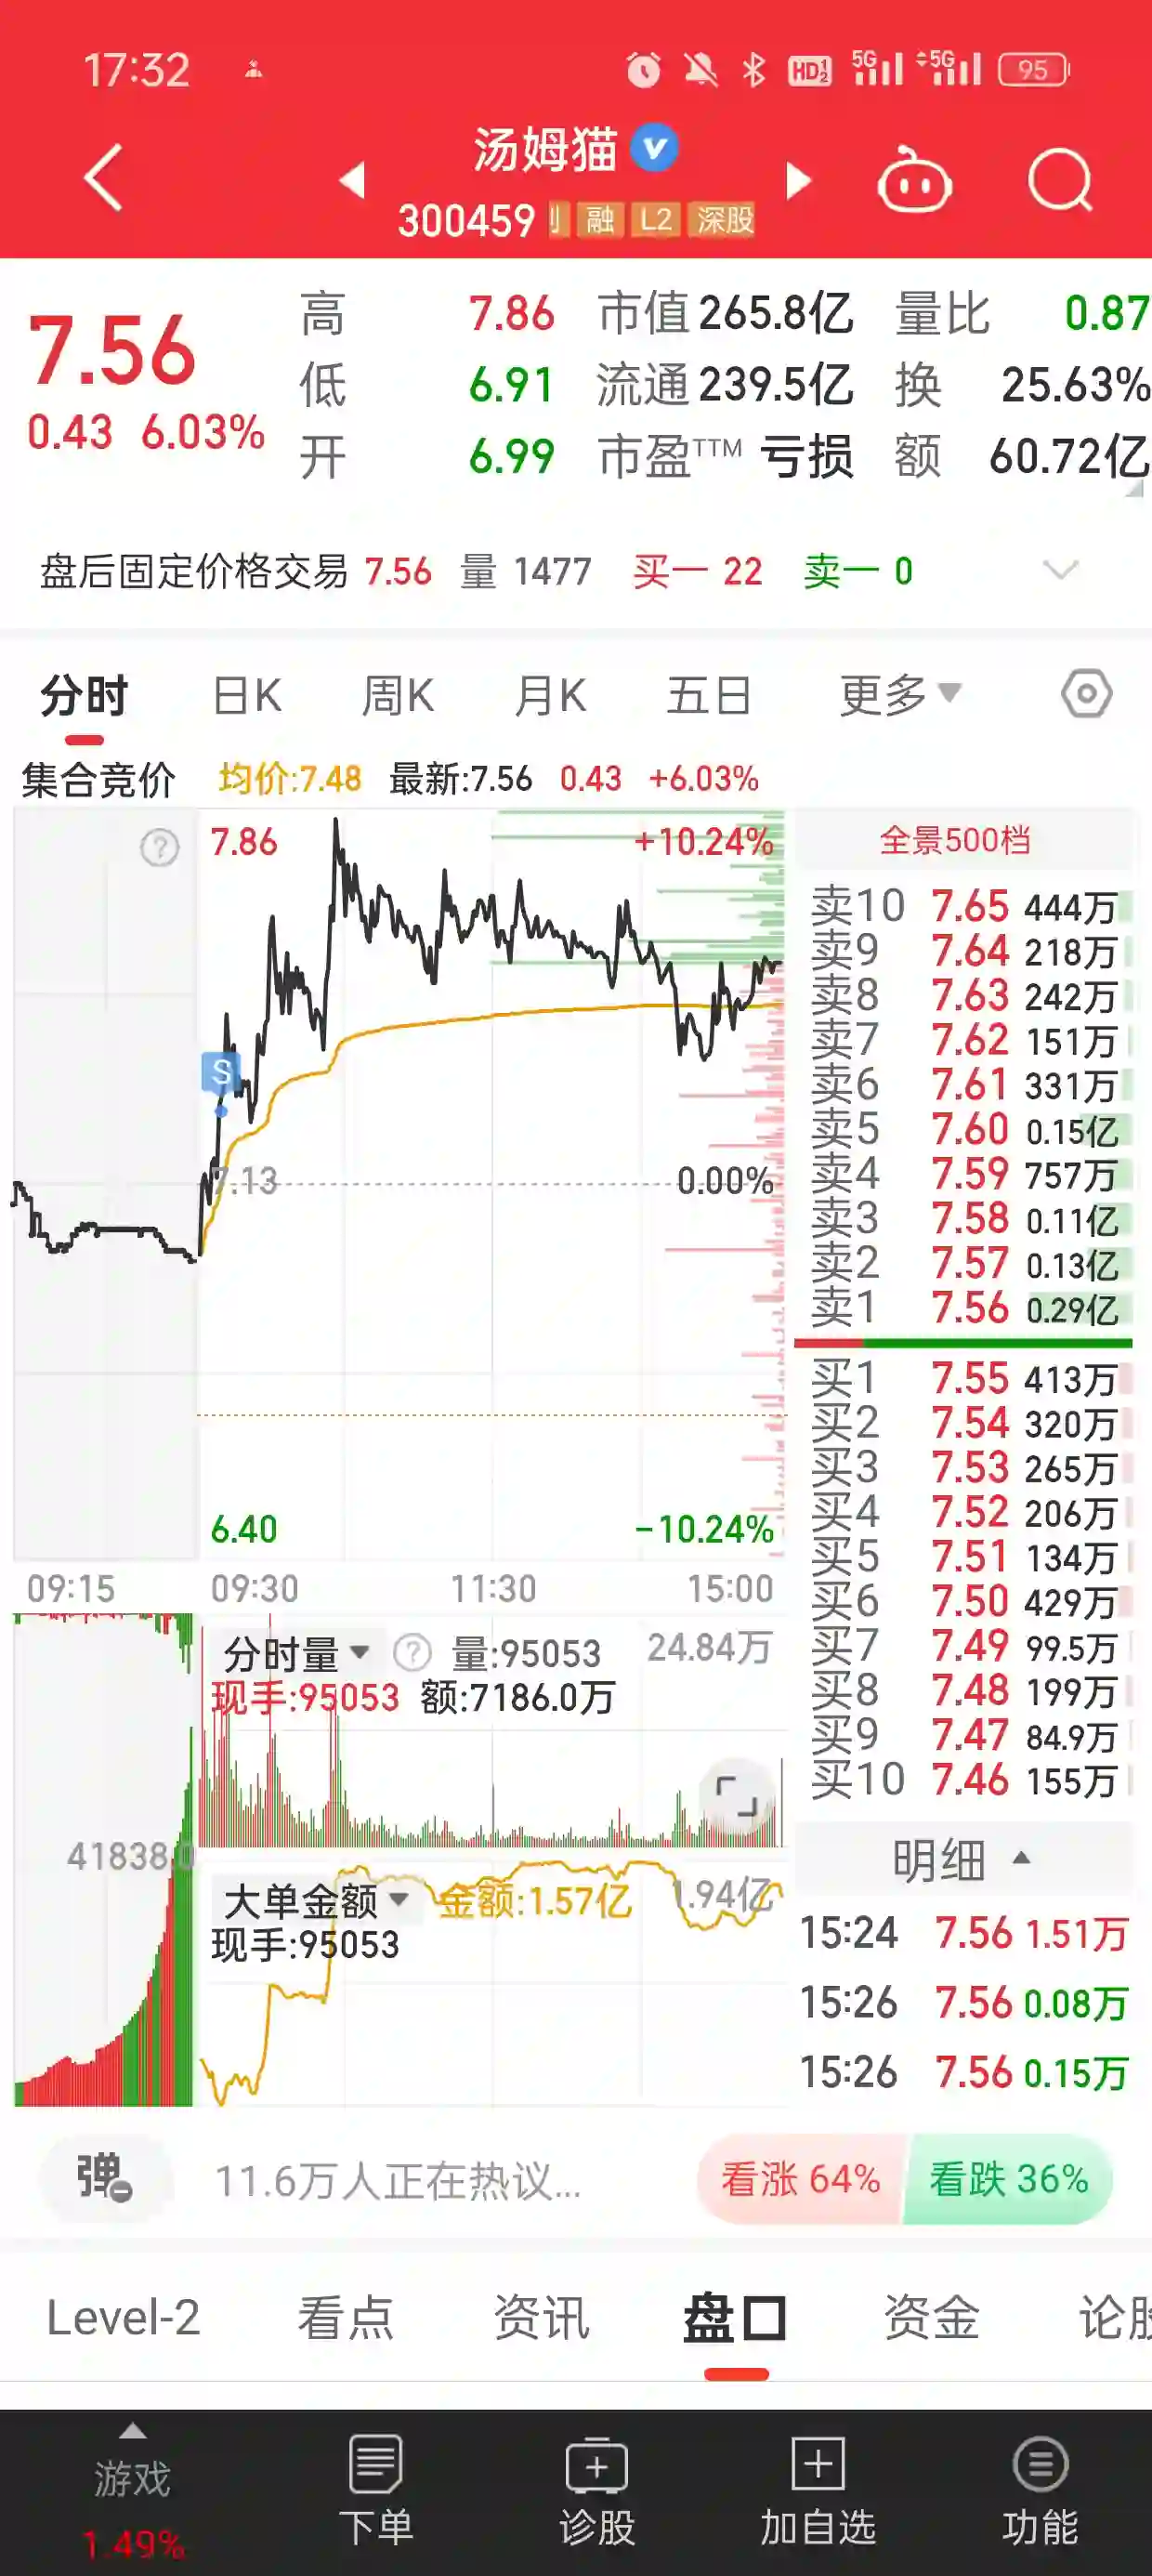 17:32 HD 1 2 5G 5G 95
汤姆猫 V
300459 融 L2 深股
7.56
0.43 6.03%
高 7.86 市值 265.8亿 量比 0.87
低 6.91 流通 239.5亿 换 25.63%
开 6.99 市盈TTM 亏损 额 60.72亿
盘后固定价格交易 7.56 量 1477 买一 22 卖一 0
分时 日K 周K 月K 五日 更多
集合竞价 均价:7.48 最新:7.56 0.43 +6.03%
? 7.86 +10.24%
S
7.13 0.00%
6.40 -10.24%
09:15 09:30 11:30 15:00
全景500档
卖10 7.65 444万
卖9 7.64 218万
卖8 7.63 242万
卖7 7.62 151万
卖6 7.61 331万
卖5 7.60 0.15亿
卖4 7.59 757万
卖3 7.58 0.11亿
卖2 7.57 0.13亿
卖1 7.56 0.29亿
买1 7.55 413万
买2 7.54 320万
买3 7.53 265万
买4 7.52 206万
买5 7.51 134万
买6 7.50 429万
买7 7.49 99.5万
买8 7.48 199万
买9 7.47 84.9万
买10 7.46 155万
分时量 ? 量:95053 24.84万
现手:95053 额:7186.0万
41838.0
大单金额 金额:1.57亿 1.94亿
现手:95053
明细
15:24 7.56 1.51万
15:26 7.56 0.08万
15:26 7.56 0.15万
弹 11.6万人正在热议... 看涨 64% 看跌 36%
Level-2 看点 资讯 盘口 资金 论股
游戏 下单 诊股 加自选 功能
1.49%